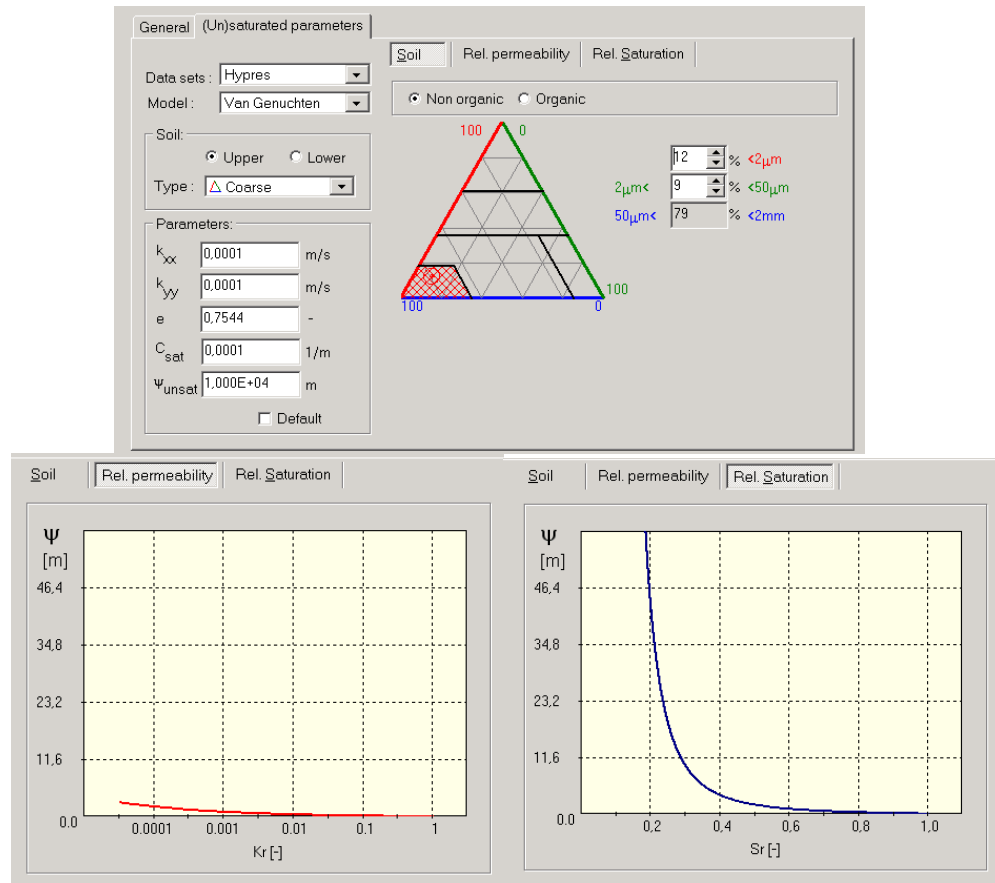 General (Un)saturated parameters
Data sets : Hypres
Model : Van Genuchten
Soil:
Upper Lower
Type : Coarse
Parameters:
kxx 0,0001 m/s
kyy 0,0001 m/s
e 0,7544 -
Csat 0,0001 1/m
Ψunsat 1,000E+04 m
Default
Soil Rel. permeability Rel. Saturation
Non organic Organic
100 0
12 % <2μm
2μm< 9 % <50μm
50μm< 79 % <2mm
100
100 0
Soil Rel. permeability Rel. Saturation
Ψ
[m]
46,4
34,8
23,2
11,6
0.0
0.0001 0.001 0.01 0.1 1
Kr [-]
Soil Rel. permeability Rel. Saturation
Ψ
[m]
46,4
34,8
23,2
11,6
0.0
0,2 0,4 0,6 0,8 1,0
Sr [-]